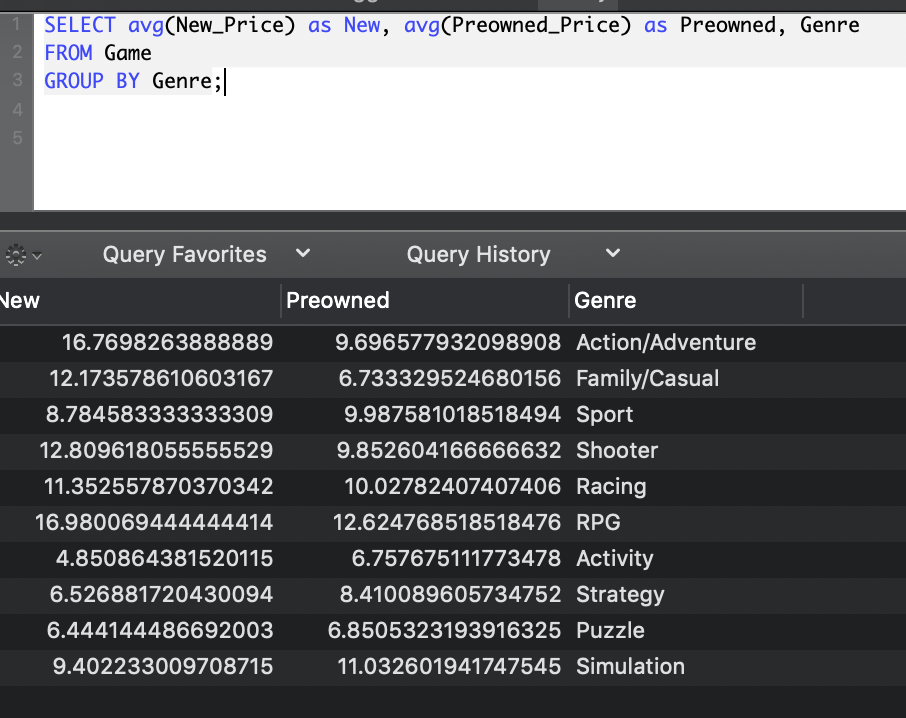 1 SELECT avg(New_Price) as New, avg(Preowned_Price) as Preowned, Genre
2 FROM Game
3 GROUP BY Genre;
4
5
Query Favorites Query History
New Preowned Genre
16.7698263888889 9.696577932098908 Action/Adventure
12.173578610603167 6.733329524680156 Family/Casual
8.784583333333309 9.987581018518494 Sport
12.809618055555529 9.852604166666632 Shooter
11.352557870370342 10.02782407407406 Racing
16.980069444444414 12.624768518518476 RPG
4.850864381520115 6.757675111773478 Activity
6.526881720430094 8.410089605734752 Strategy
6.444144486692003 6.8505323193916325 Puzzle
9.402233009708715 11.032601941747545 Simulation